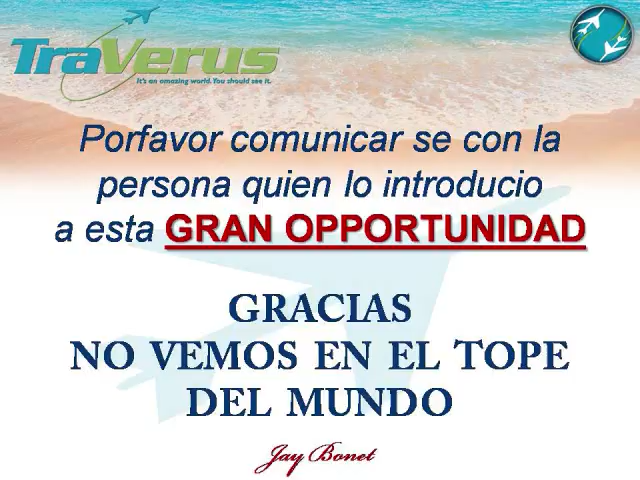 TraVerus
It's an amazing world. You should see it.
Porfavor comunicar se con la
persona quien lo introducio
a esta GRAN OPPORTUNIDAD
GRACIAS
NO VEMOS EN EL TOPE
DEL MUNDO
Jay Bonet